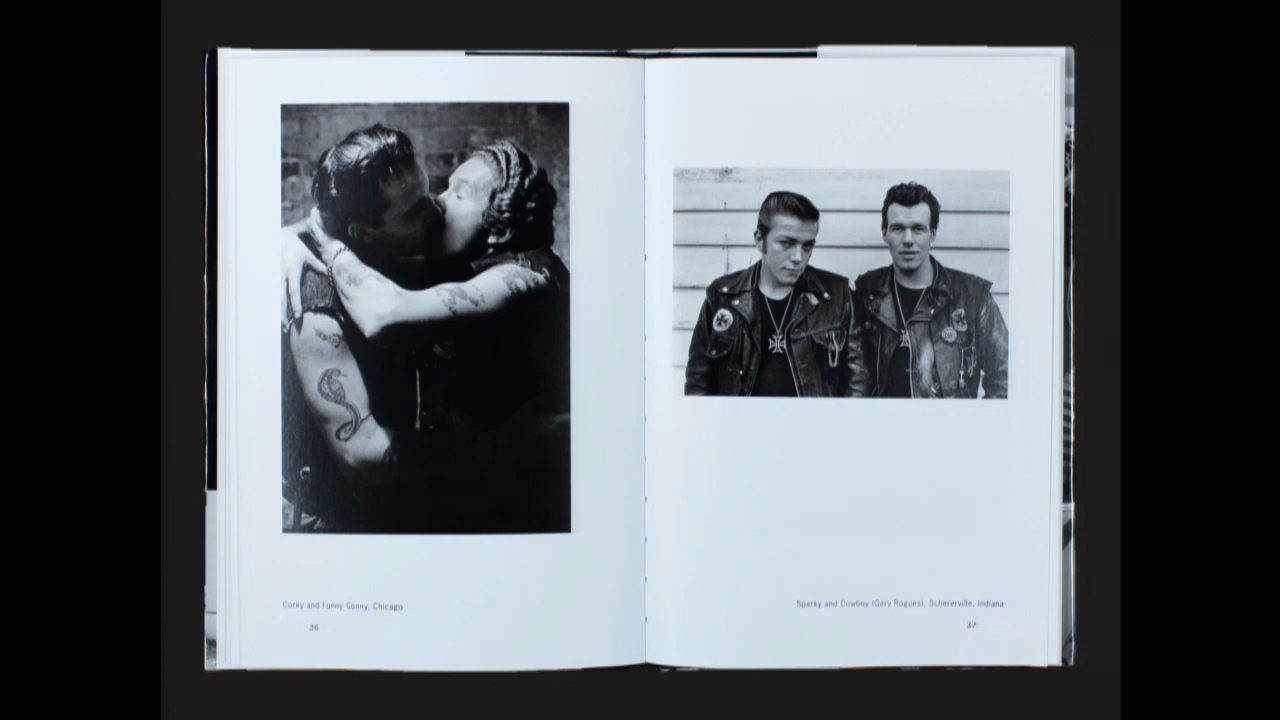 Corky and Funny Sonny, Chicago
36
Sparky and Cowboy (Gary Rogues), Schererville, Indiana
37